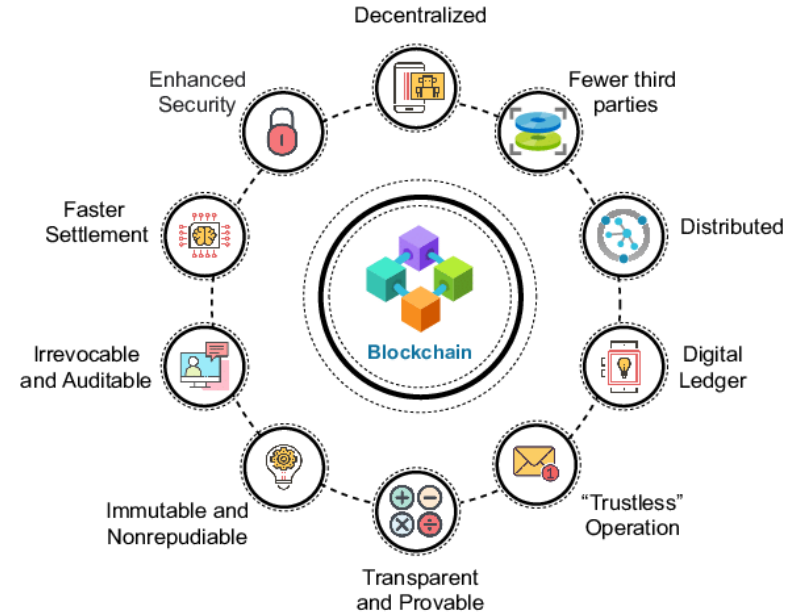 Decentralized
Fewer third
parties
Distributed
Digital
Ledger
“Trustless”
Operation
Transparent
and Provable
Immutable and
Nonrepudiable
Irrevocable
and Auditable
Faster
Settlement
Enhanced
Security
Blockchain
1